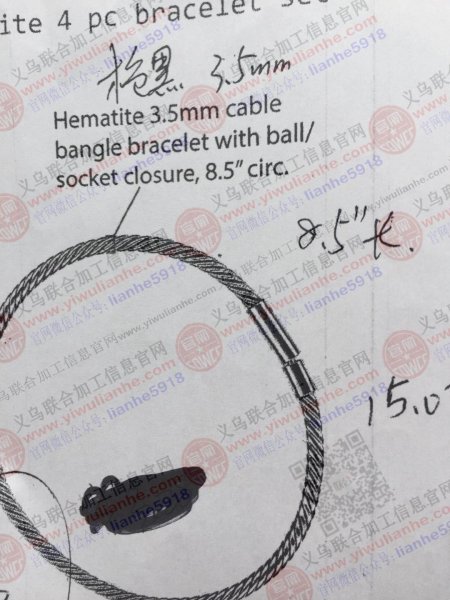 ite 4 pc bracelet set
枪黑 3.5mm
Hematite 3.5mm cable
bangle bracelet with ball/
socket closure, 8.5" circ.
8.5"长.
15.0
义乌联合加工信息官网
官网微信公众号: lianhe5918
www.yiwulianhe.com